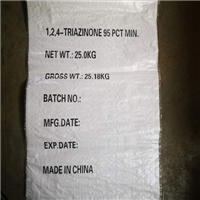 1,2,4-TRIAZINONE 95 PCT MIN.
NET WT.: 25.0KG
GROSS WT.: 25.18KG
BATCH NO.:
MFG.DATE:
EXP.DATE:
MADE IN CHINA